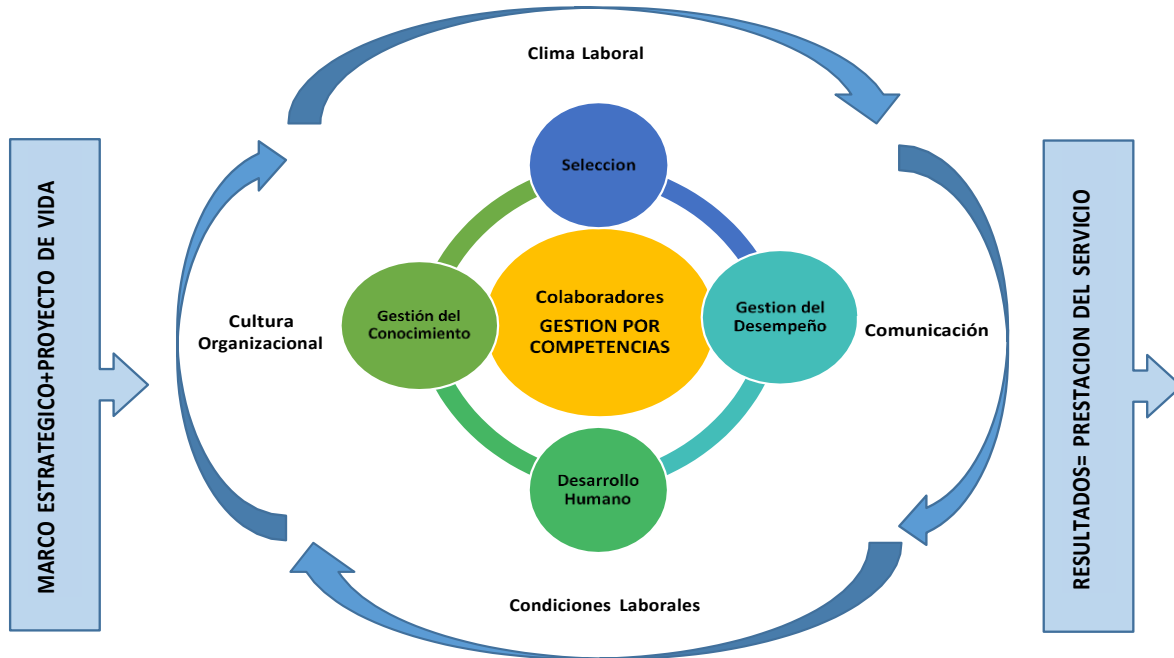 Clima Laboral
MARCO ESTRATEGICO+PROYECTO DE VIDA
Seleccion
RESULTADOS= PRESTACION DEL SERVICIO
Cultura
Organizacional
Gestión del
Conocimiento
Colaboradores
GESTION POR
COMPETENCIAS
Gestion del
Desempeño
Comunicación
Desarrollo
Humano
Condiciones Laborales